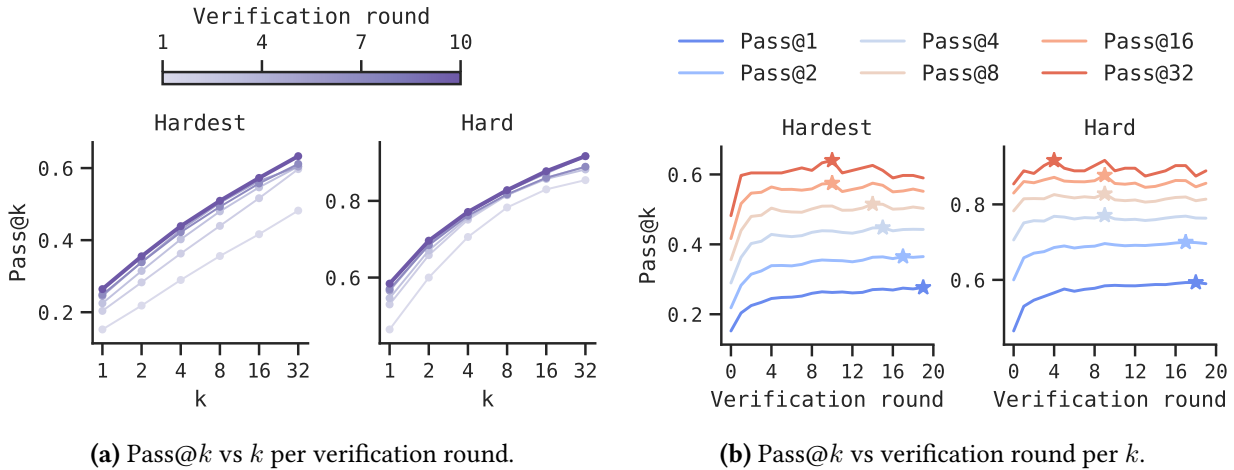 Verification round
1 4 7 10
Hardest
Hard
Pass@k
0.6
0.4
0.2
0.8
0.6
1 2 4 8 16 32
1 2 4 8 16 32
k
k
(a) Pass@k vs k per verification round.
Pass@1 Pass@4 Pass@16
Pass@2 Pass@8 Pass@32
Hardest
Hard
Pass@k
0.6
0.4
0.2
0.8
0.6
0 4 8 12 16 20
0 4 8 12 16 20
Verification round
Verification round
(b) Pass@k vs verification round per k.